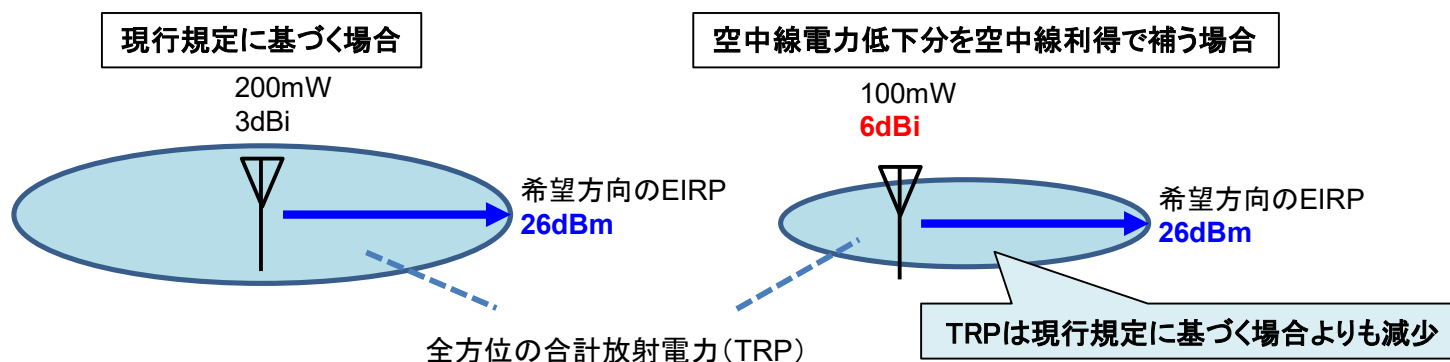 現行規定に基づく場合
200mW
3dBi
希望方向のEIRP
26dBm
空中線電力低下分を空中線利得で補う場合
100mW
6dBi
希望方向のEIRP
26dBm
全方位の合計放射電力(TRP)
TRPは現行規定に基づく場合よりも減少